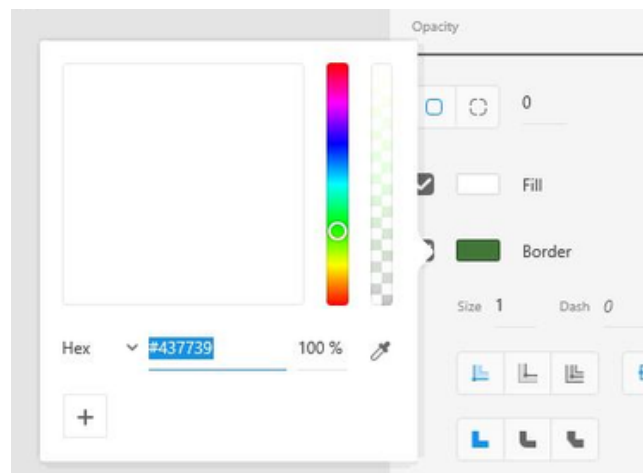 Opacity
0
Fill
Border
Size 1 Dash 0
Hex #437739 100 %